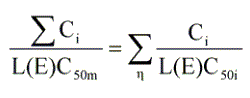 ∑ C_i / L(E)C_50m = ∑_η C_i / L(E)C_50i